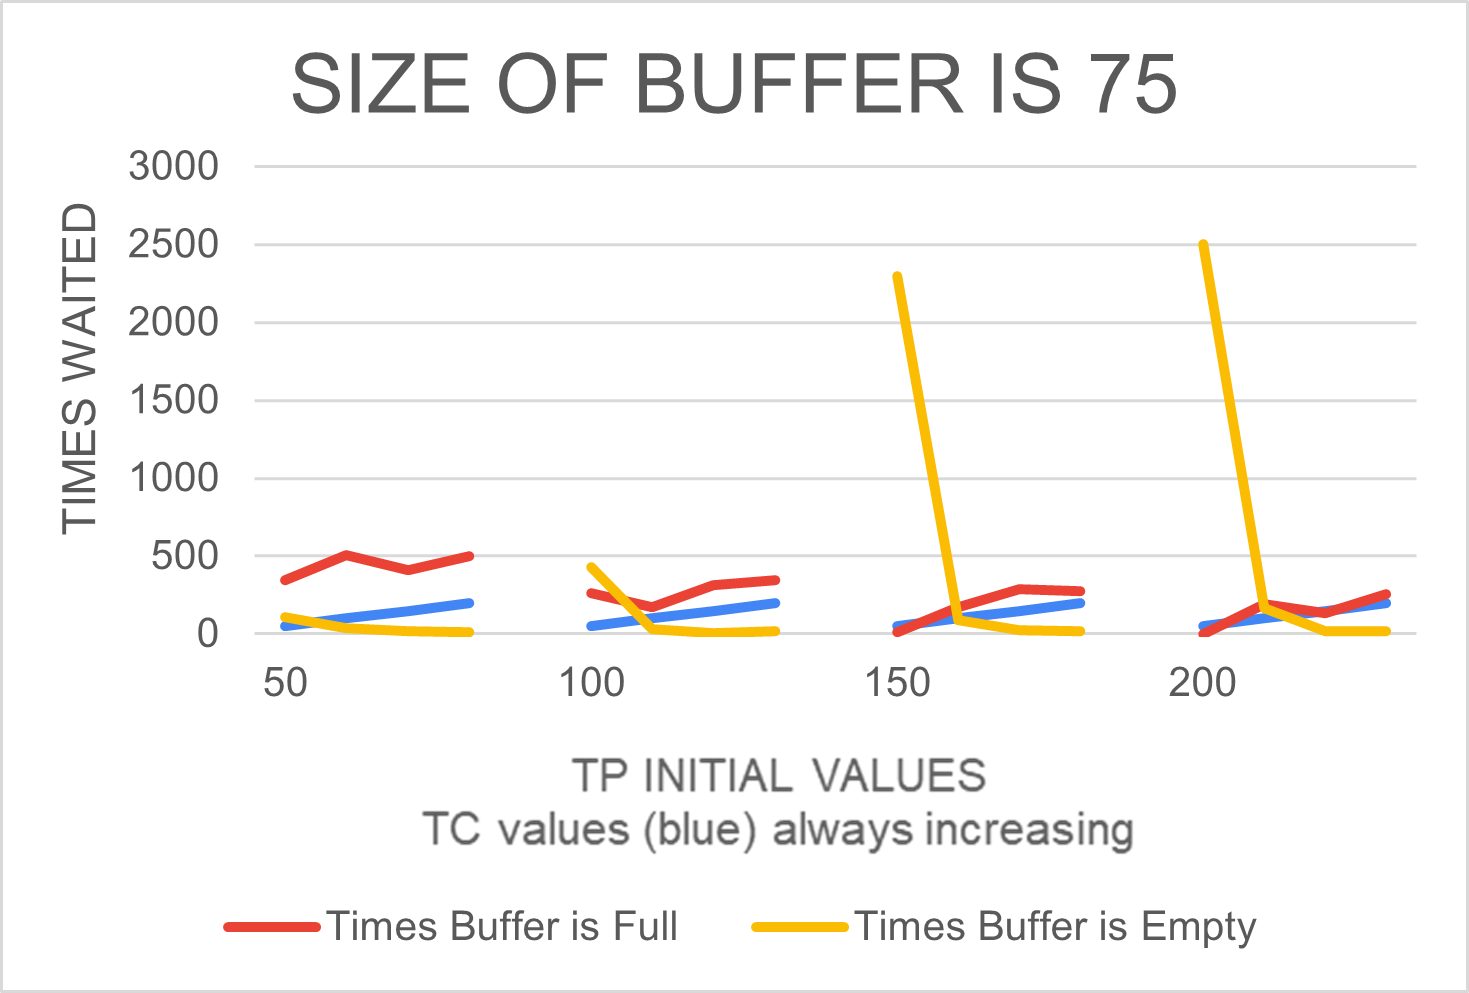 SIZE OF BUFFER IS 75
3000
2500
2000
1500
1000
500
0
TIMES WAITED
50 100 150 200
TP INITIAL VALUES
TC values (blue) always increasing
Times Buffer is Full Times Buffer is Empty